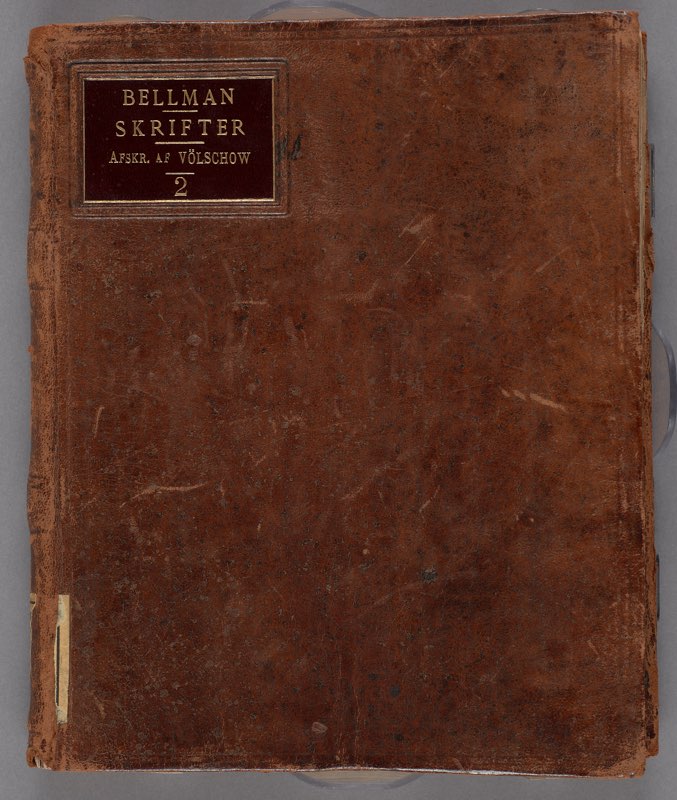 BELLMAN
SKRIFTER
AFSKR. AF VÖLSCHOW
2